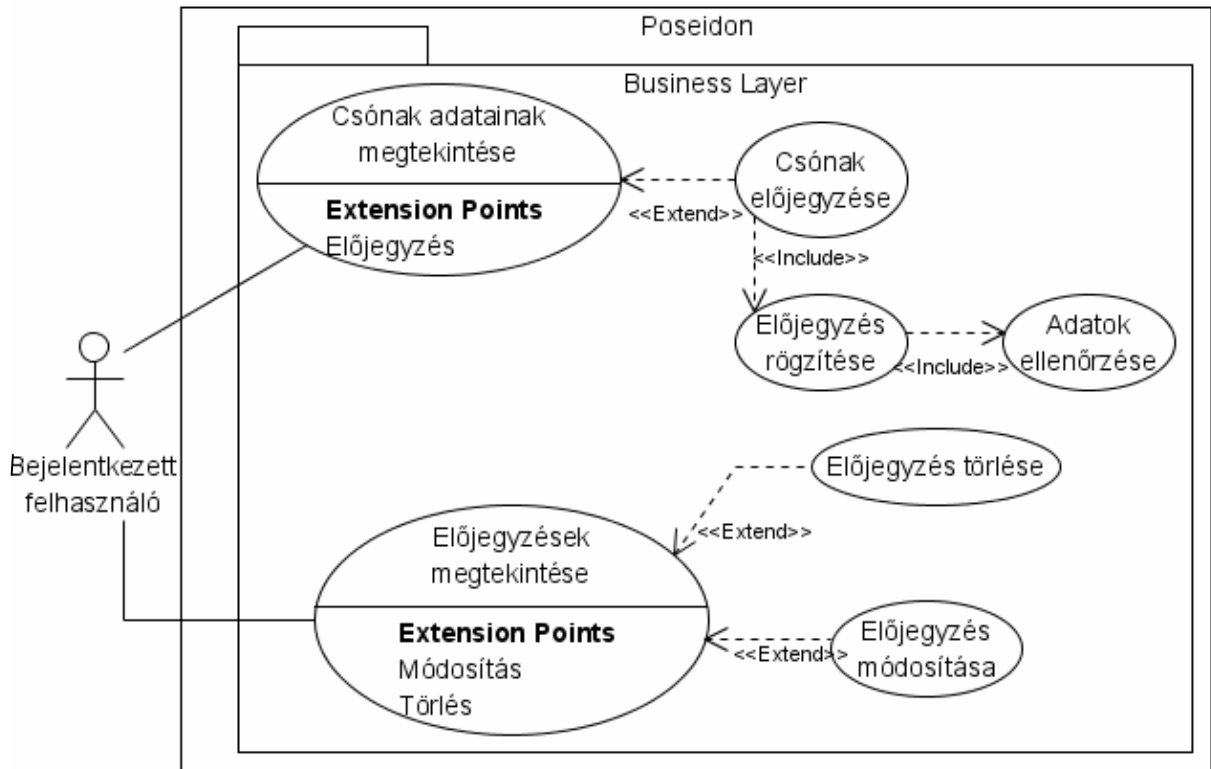 Poseidon
Business Layer
Csónak adatainak
megtekintése
Extension Points
Előjegyzés
Csónak
előjegyzése
<<Extend>>
<<Include>>
Előjegyzés
rögzítése
<<Include>>
Adatok
ellenőrzése
Bejelentkezett
felhasználó
Előjegyzés törlése
<<Extend>>
Előjegyzések
megtekintése
Extension Points
Módosítás
Törlés
<<Extend>>
Előjegyzés
módosítása